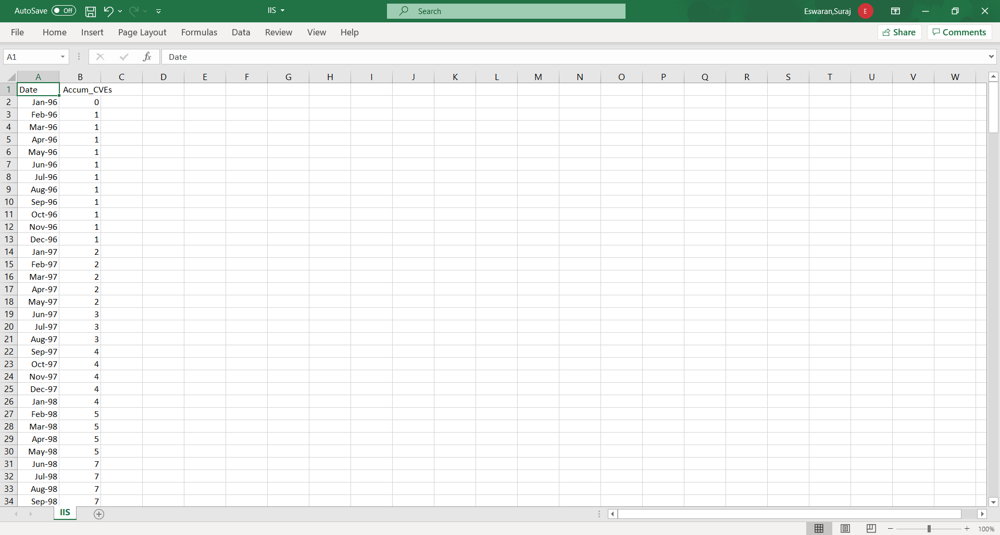 AutoSave Off IIS Search Eswaran,Suraj E
File Home Insert Page Layout Formulas Data Review View Help Share Comments
A1 fx Date
A B C D E F G H I J K L M N O P Q R S T U V W
1 Date Accum_CVEs
2 Jan-96 0
3 Feb-96 1
4 Mar-96 1
5 Apr-96 1
6 May-96 1
7 Jun-96 1
8 Jul-96 1
9 Aug-96 1
10 Sep-96 1
11 Oct-96 1
12 Nov-96 1
13 Dec-96 1
14 Jan-97 2
15 Feb-97 2
16 Mar-97 2
17 Apr-97 2
18 May-97 2
19 Jun-97 3
20 Jul-97 3
21 Aug-97 3
22 Sep-97 4
23 Oct-97 4
24 Nov-97 4
25 Dec-97 4
26 Jan-98 4
27 Feb-98 5
28 Mar-98 5
29 Apr-98 5
30 May-98 5
31 Jun-98 7
32 Jul-98 7
33 Aug-98 7
34 Sep-98 7
IIS
100%